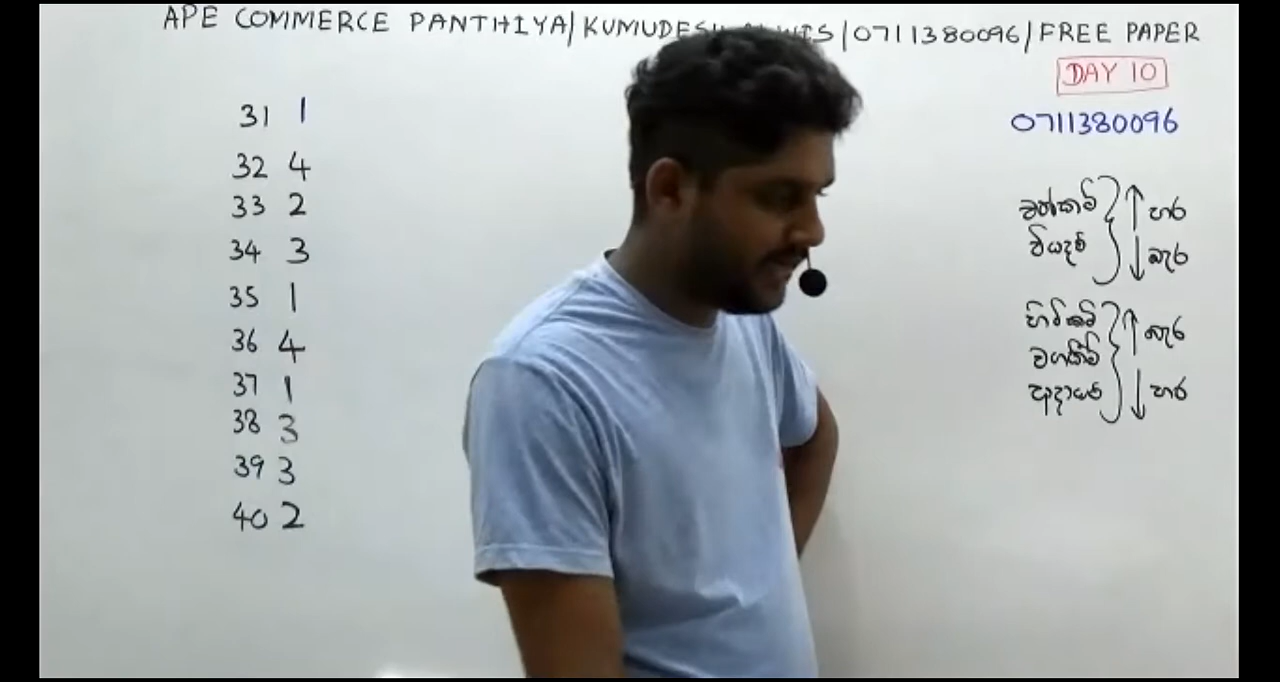 APE COMMERCE PANTHIYA/KUMUDESH ALWIS/0711380096/FREE PAPER
DAY 10
0711380096
31 1
32 4
33 2
34 3
35 1
36 4
37 1
38 3
39 3
40 2
වත්කම් ↑ හර
වියදම් ↓ බැර
හිමිකම් ↑ බැර
වගකීම්
ආදායම් ↓ හර